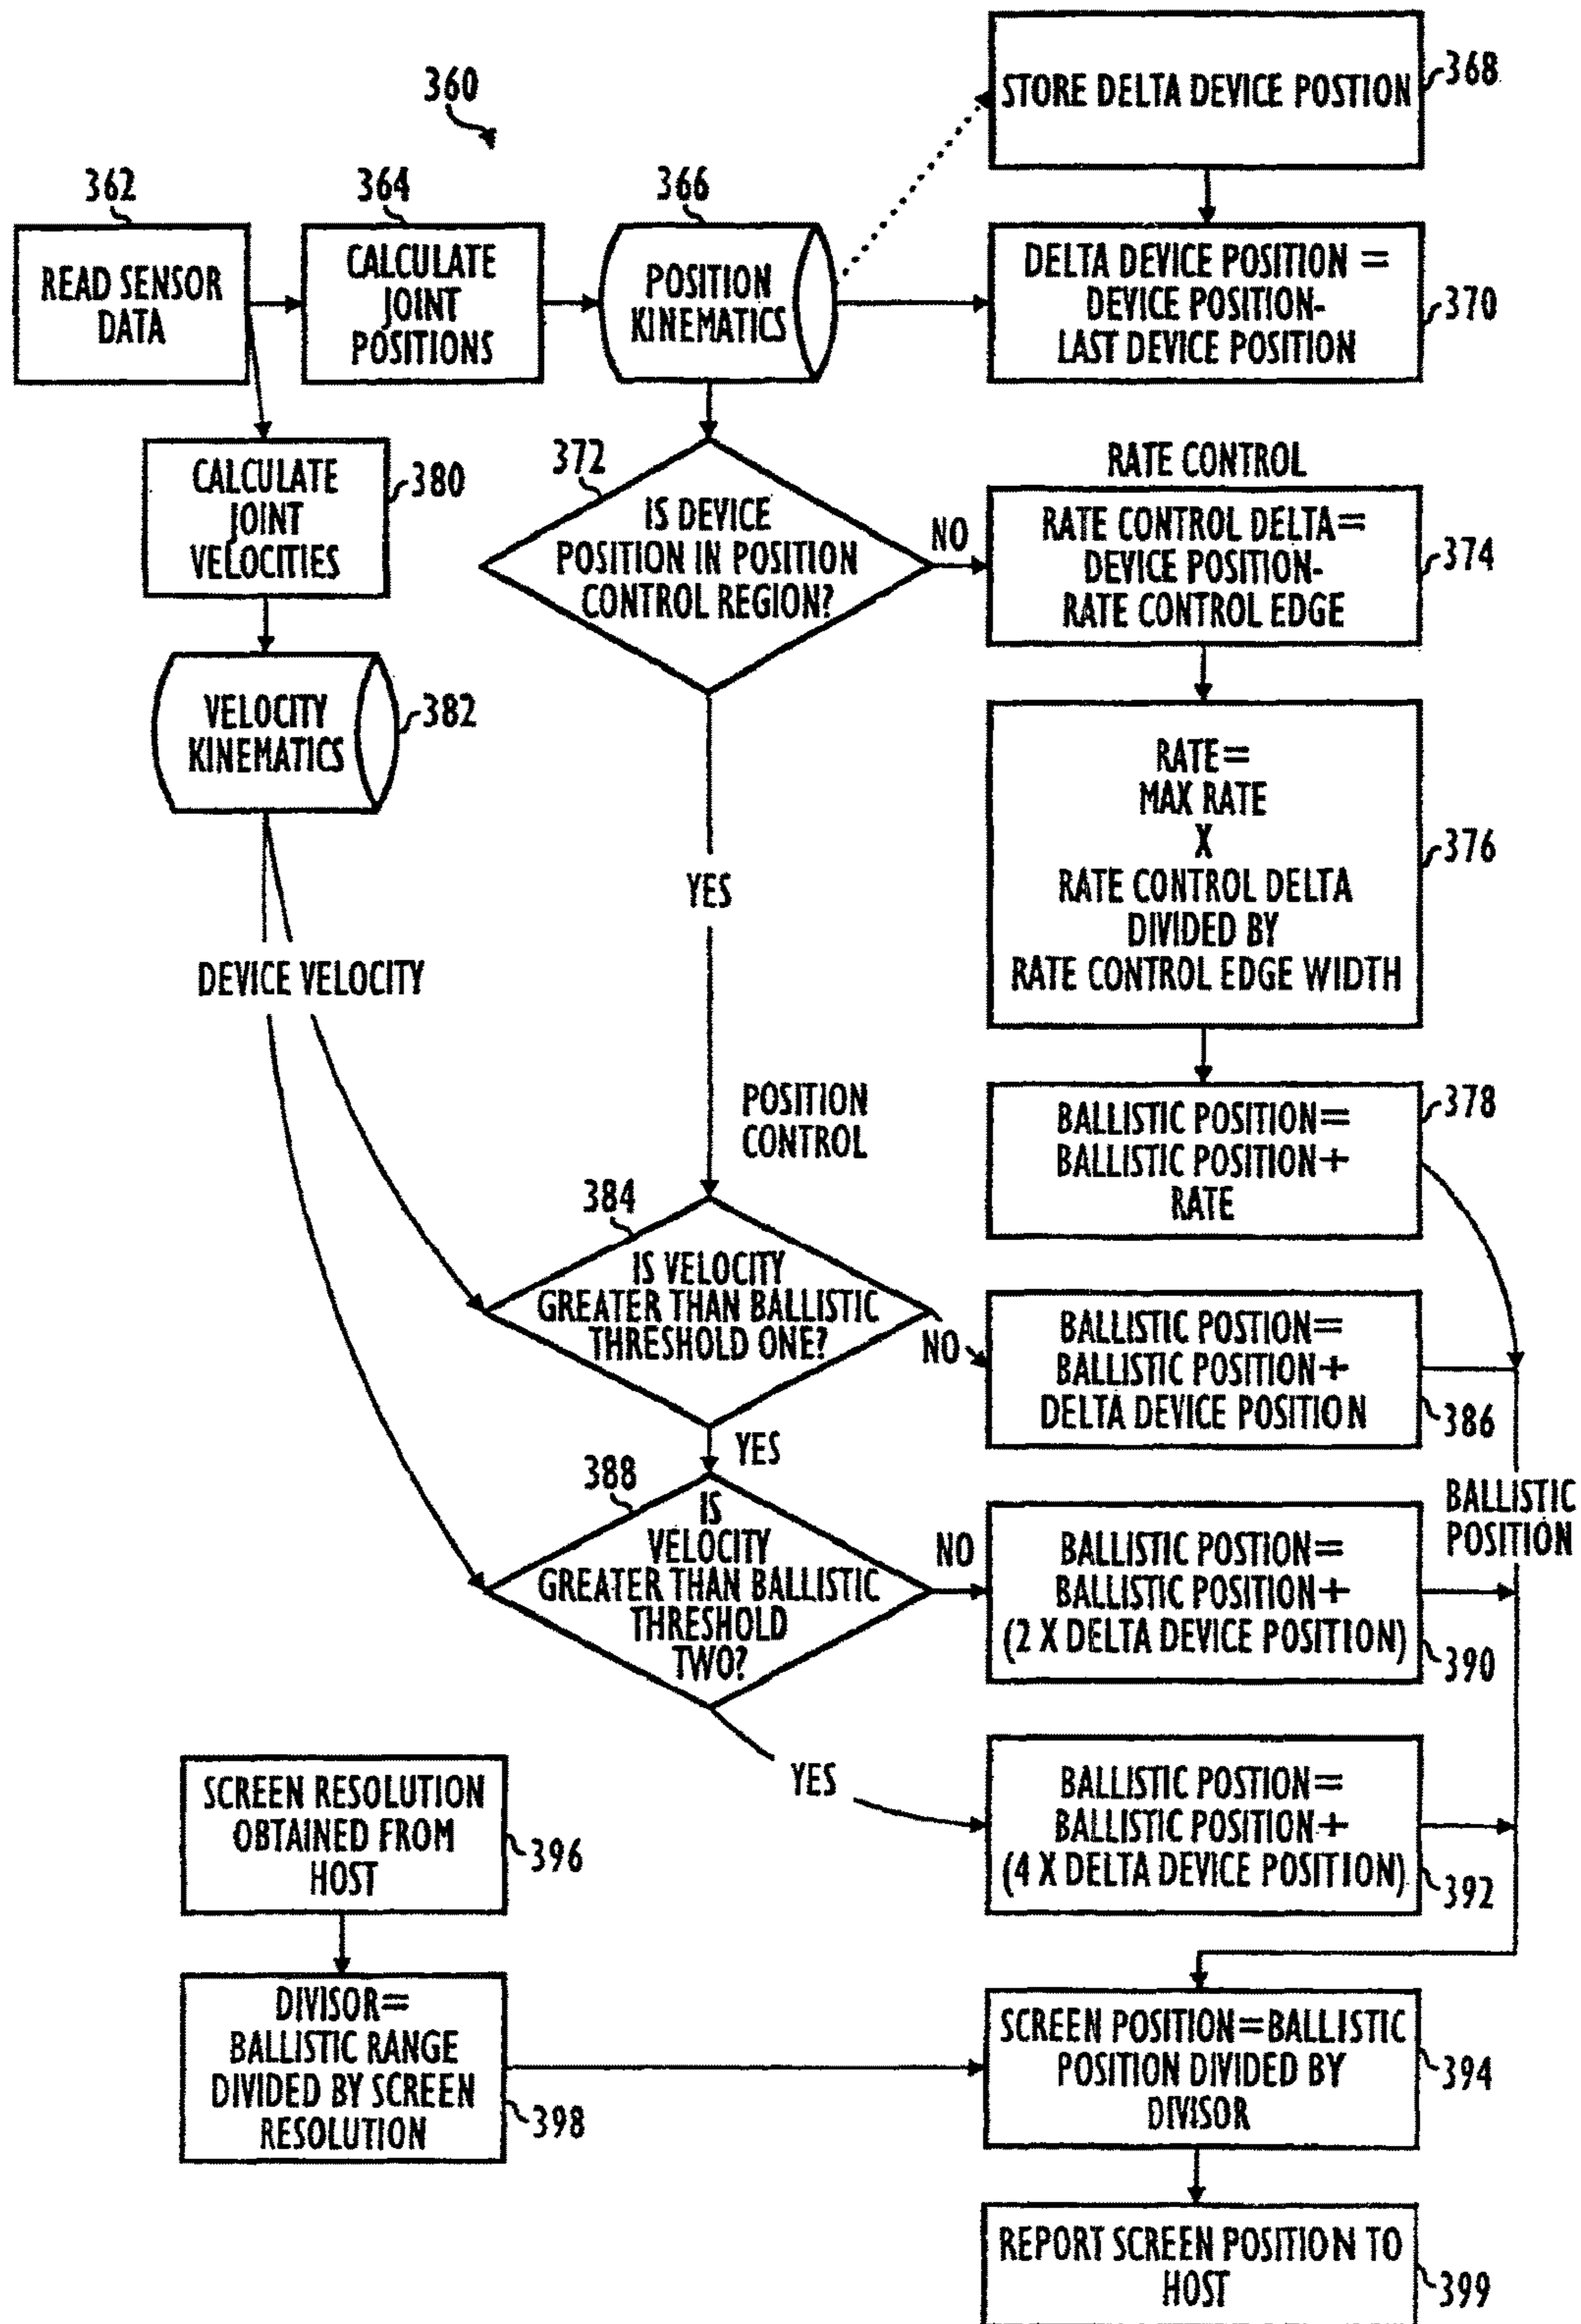 360
STORE DELTA DEVICE POSTION
368
362
READ SENSOR
DATA
364
CALCULATE
JOINT
POSITIONS
366
POSITION
KINEMATICS
DELTA DEVICE POSITION =
DEVICE POSITION-
LAST DEVICE POSITION
370
CALCULATE
JOINT
VELOCITIES
380
372
IS DEVICE
POSITION IN POSITION
CONTROL REGION?
NO
RATE CONTROL
RATE CONTROL DELTA=
DEVICE POSITION-
RATE CONTROL EDGE
374
VELOCITY
KINEMATICS
382
RATE=
MAX RATE
X
RATE CONTROL DELTA
DIVIDED BY
RATE CONTROL EDGE WIDTH
376
YES
DEVICE VELOCITY
POSITION
CONTROL
BALLISTIC POSITION=
BALLISTIC POSITION+
RATE
378
384
IS VELOCITY
GREATER THAN BALLISTIC
THRESHOLD ONE?
NO
BALLISTIC POSTION=
BALLISTIC POSITION+
DELTA DEVICE POSITION
386
YES
388
IS
VELOCITY
GREATER THAN BALLISTIC
THRESHOLD
TWO?
NO
BALLISTIC POSTION=
BALLISTIC POSITION+
(2 X DELTA DEVICE POSITION)
390
BALLISTIC
POSITION
YES
BALLISTIC POSTION=
BALLISTIC POSITION+
(4 X DELTA DEVICE POSITION)
392
SCREEN RESOLUTION
OBTAINED FROM
HOST
396
DIVISOR=
BALLISTIC RANGE
DIVIDED BY SCREEN
RESOLUTION
398
SCREEN POSITION=BALLISTIC
POSITION DIVIDED BY
DIVISOR
394
REPORT SCREEN POSITION TO
HOST
399